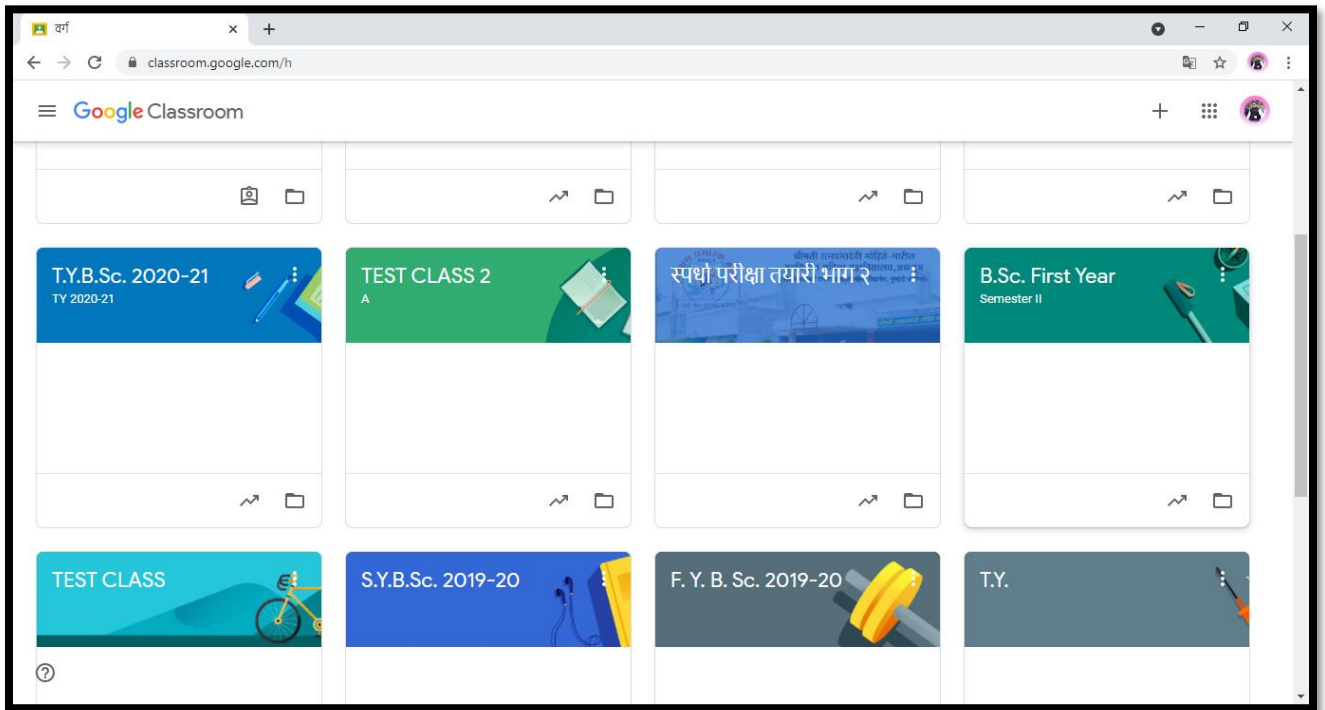 वर्ग
classroom.google.com/h
Google Classroom
T.Y.B.Sc. 2020-21
TY 2020-21
TEST CLASS 2
A
स्पर्धा परीक्षा तयारी भाग २
B.Sc. First Year
Semester II
TEST CLASS
S.Y.B.Sc. 2019-20
F. Y. B. Sc. 2019-20
T.Y.